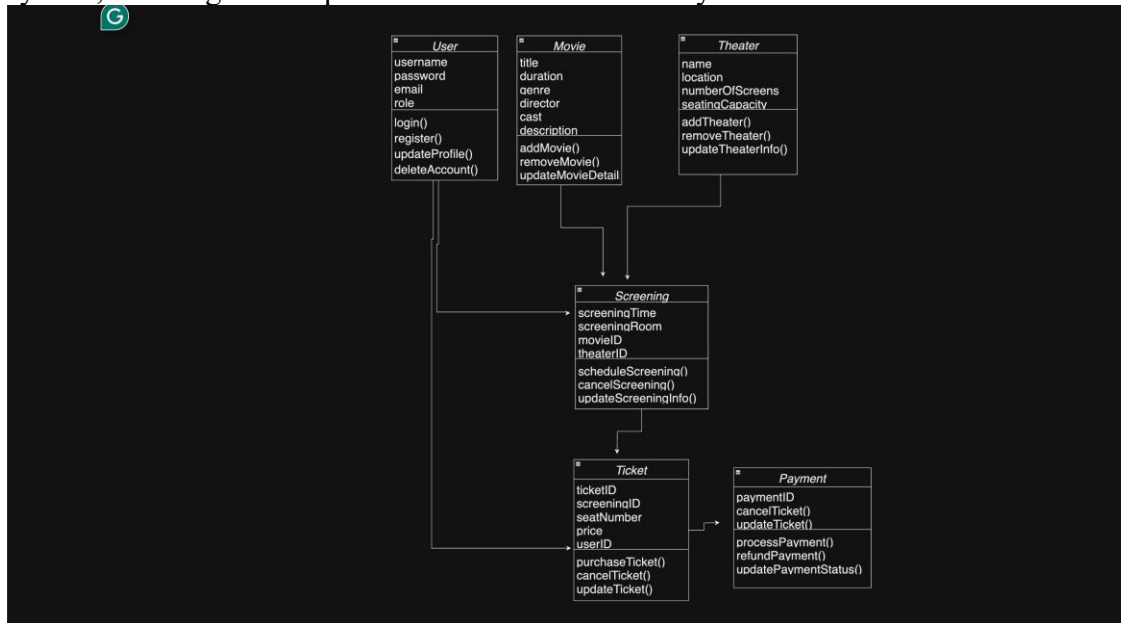 G
User
username
password
email
role
login()
register()
updateProfile()
deleteAccount()
Movie
title
duration
genre
director
cast
description
addMovie()
removeMovie()
updateMovieDetail
Theater
name
location
numberOfScreens
seatingCapacity
addTheater()
removeTheater()
updateTheaterInfo()
Screening
screeningTime
screeningRoom
movieID
theaterID
scheduleScreening()
cancelScreening()
updateScreeningInfo()
Ticket
ticketID
screeningID
seatNumber
price
userID
purchaseTicket()
cancelTicket()
updateTicket()
Payment
paymentID
cancelTicket()
updateTicket()
processPayment()
refundPayment()
updatePaymentStatus()